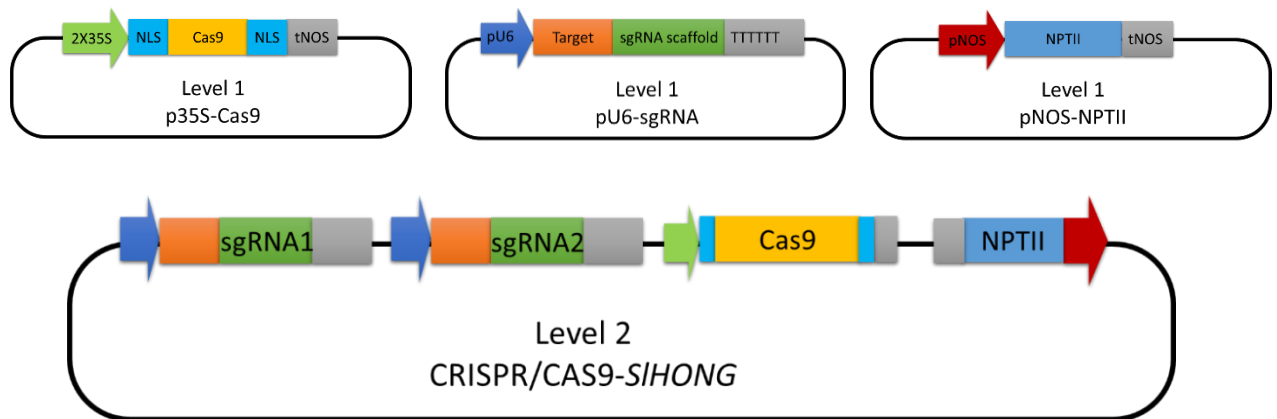 2X35S NLS Cas9 NLS tNOS
Level 1
p35S-Cas9
pU6 Target sgRNA scaffold TTTTTT
Level 1
pU6-sgRNA
pNOS NPTII tNOS
Level 1
pNOS-NPTII
sgRNA1 sgRNA2 Cas9 NPTII
Level 2
CRISPR/CAS9-SlHONG